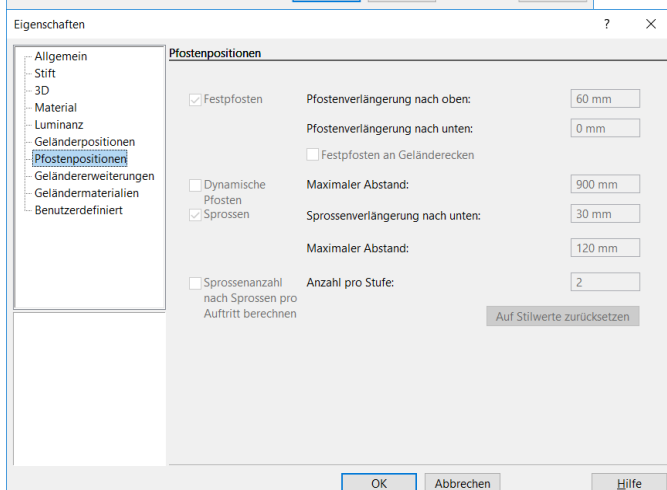 Eigenschaften ? ×
Allgemein
Stift
3D
Material
Luminanz
Geländerpositionen
Pfostenpositionen
Geländererweiterungen
Geländermaterialien
Benutzerdefiniert
Pfostenpositionen
Festpfosten Pfostenverlängerung nach oben: 60 mm
Pfostenverlängerung nach unten: 0 mm
Festpfosten an Geländerecken
Dynamische Maximaler Abstand: 900 mm
Pfosten
Sprossen Sprossenverlängerung nach unten: 30 mm
Maximaler Abstand: 120 mm
Sprossenanzahl Anzahl pro Stufe: 2
nach Sprossen pro
Auftritt berechnen
Auf Stilwerte zurücksetzen
OK Abbrechen Hilfe